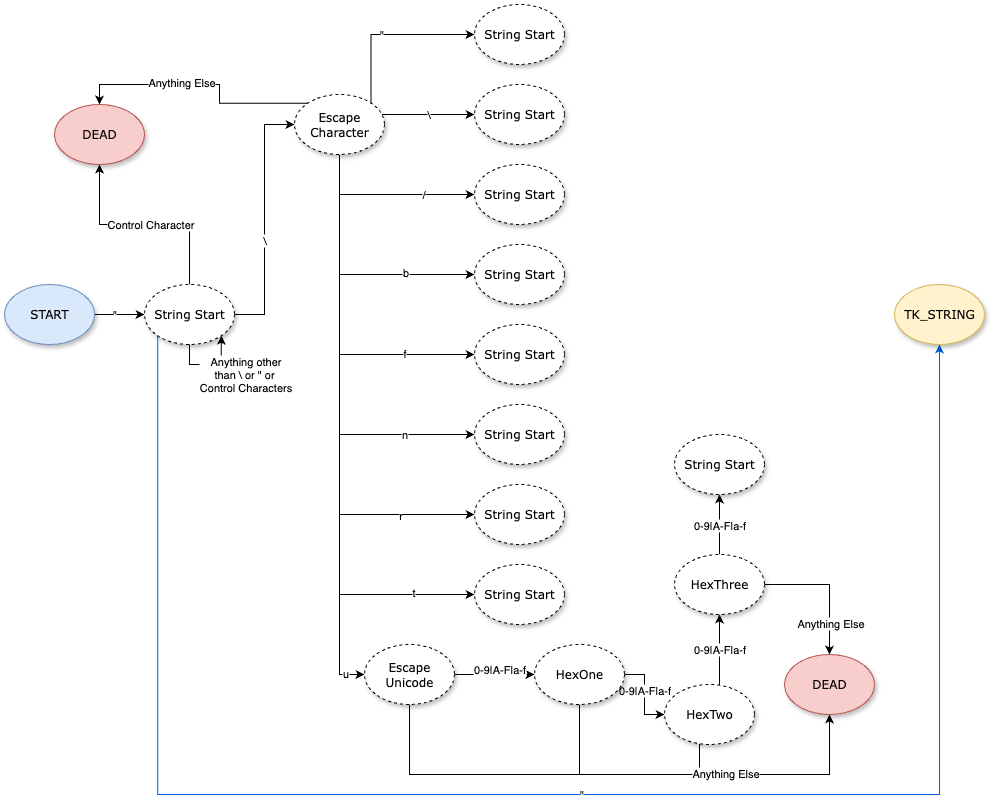 "
String Start
Anything Else
Escape
Character
\
String Start
DEAD
/
String Start
Control Character
\
b
String Start
START
"
String Start
TK_STRING
Anything other
than \ or " or
Control Characters
f
String Start
n
String Start
String Start
r
String Start
0-9|A-F|a-f
t
String Start
HexThree
Anything Else
0-9|A-F|a-f
u
Escape
Unicode
0-9|A-F|a-f
HexOne
0-9|A-F|a-f
HexTwo
DEAD
Anything Else
"